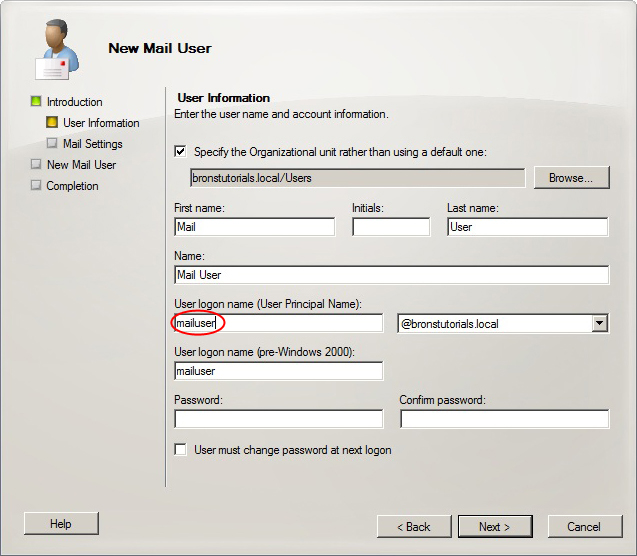 New Mail User
Introduction
User Information
Mail Settings
New Mail User
Completion
User Information
Enter the user name and account information.
Specify the Organizational unit rather than using a default one:
bronstutorials.local/Users
Browse...
First name: Initials: Last name:
Mail User
Name:
Mail User
User logon name (User Principal Name):
mailuser @bronstutorials.local
User logon name (pre-Windows 2000):
mailuser
Password: Confirm password:
User must change password at next logon
Help < Back Next > Cancel